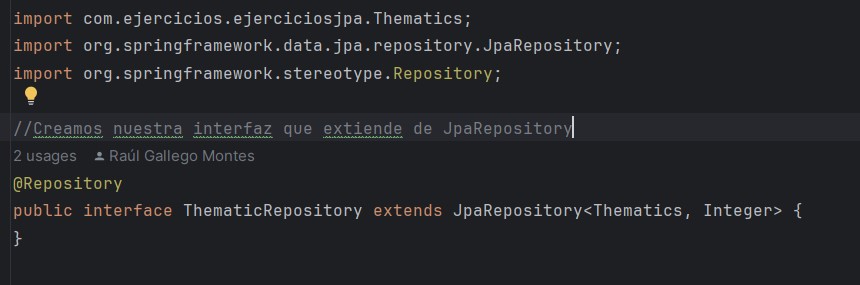 import com.ejercicios.ejerciciosjpa.Thematics;
import org.springframework.data.jpa.repository.JpaRepository;
import org.springframework.stereotype.Repository;
//Creamos nuestra interfaz que extiende de JpaRepository
2 usages Raúl Gallego Montes
@Repository
public interface ThematicRepository extends JpaRepository<Thematics, Integer> {
}